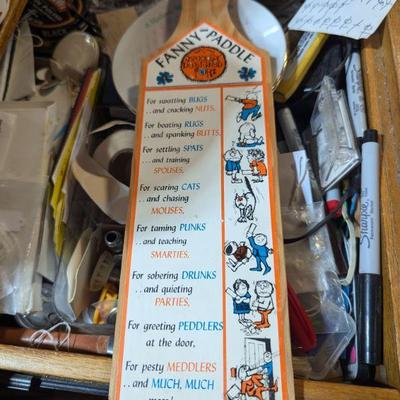 FANNY-PADDLE
For swatting BUGS
. . and cracking NUTS,
For beating RUGS
. . and spanking BUTTS,
For settling SPATS
. . and training
SPOUSES,
For scaring CATS
. . and chasing
MOUSES,
For taming PUNKS
. . and teaching
SMARTIES,
For sobering DRUNKS
. . and quieting
PARTIES,
For greeting PEDDLERS
at the door,
For pesty MEDDLERS
. . and MUCH, MUCH
more!
Sharpie
BLACK